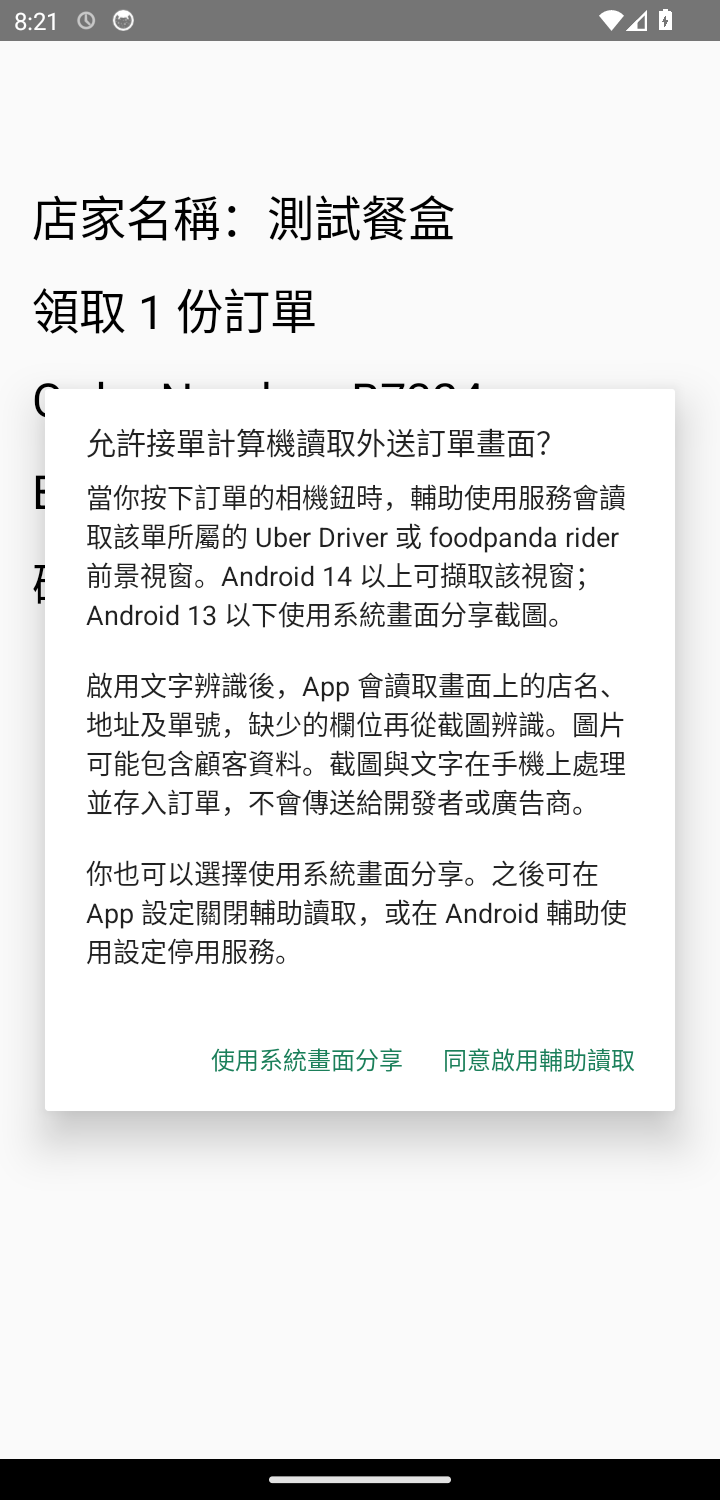 8:21
店家名稱：測試餐盒
領取 1 份訂單
允許接單計算機讀取外送訂單畫面？
當你按下訂單的相機鈕時，輔助使用服務會讀
取該單所屬的 Uber Driver 或 foodpanda rider
前景視窗。Android 14 以上可擷取該視窗；
Android 13 以下使用系統畫面分享截圖。
啟用文字辨識後，App 會讀取畫面上的店名、
地址及單號，缺少的欄位再從截圖辨識。圖片
可能包含顧客資料。截圖與文字在手機上處理
並存入訂單，不會傳送給開發者或廣告商。
你也可以選擇使用系統畫面分享。之後可在
App 設定關閉輔助讀取，或在 Android 輔助使
用設定停用服務。
使用系統畫面分享
同意啟用輔助讀取